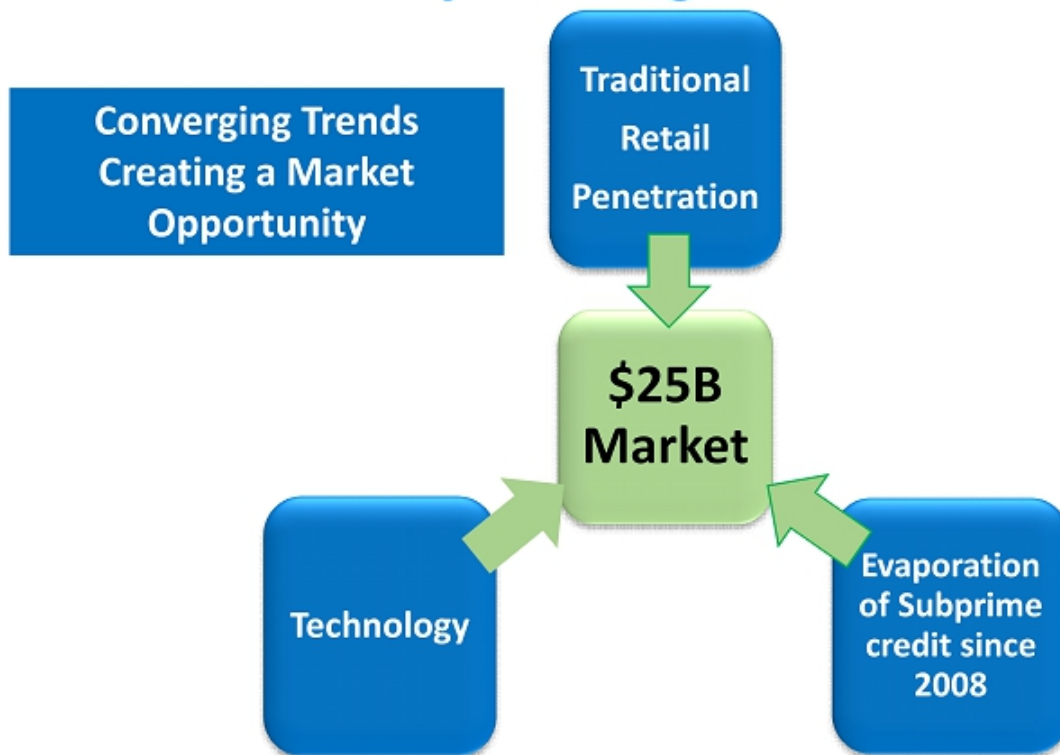 Converging Trends
Creating a Market
Opportunity
Traditional
Retail
Penetration
$25B
Market
Technology
Evaporation
of Subprime
credit since
2008